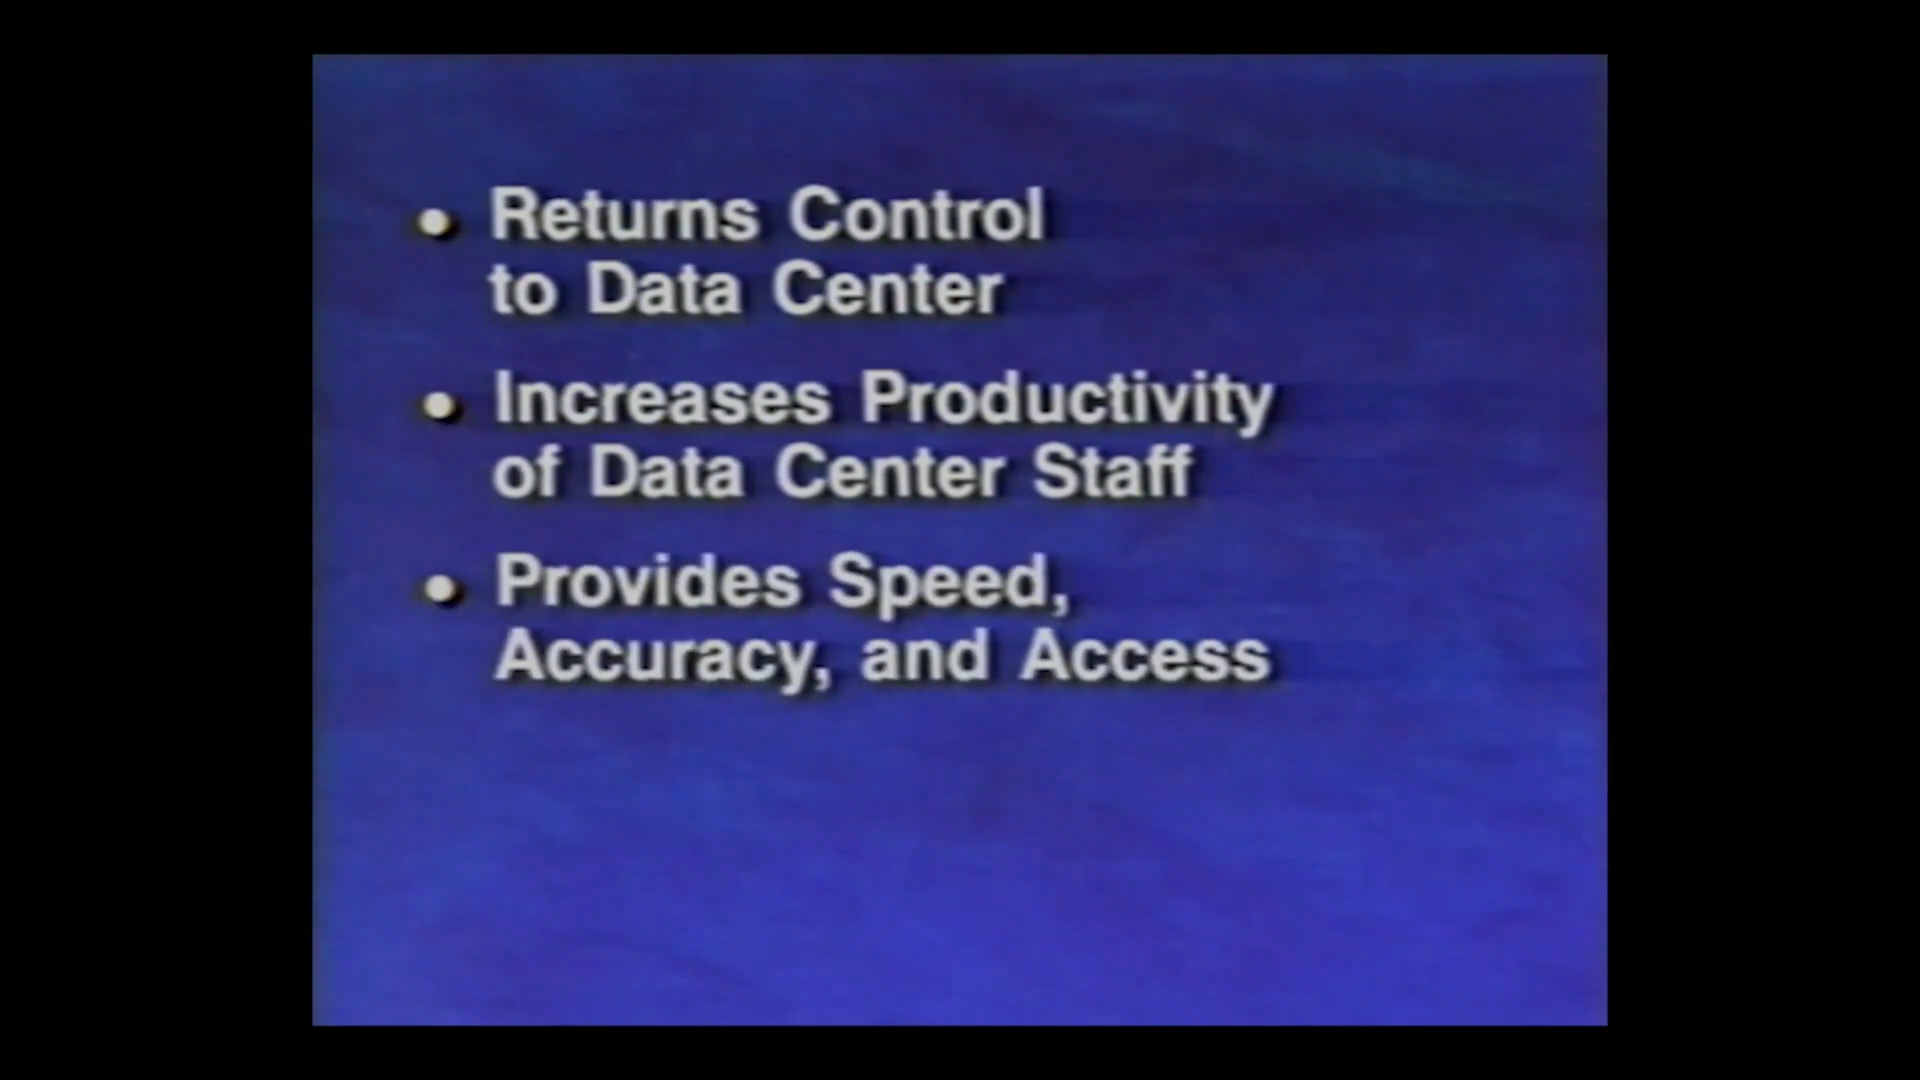 • Returns Control
to Data Center
• Increases Productivity
of Data Center Staff
• Provides Speed,
Accuracy, and Access